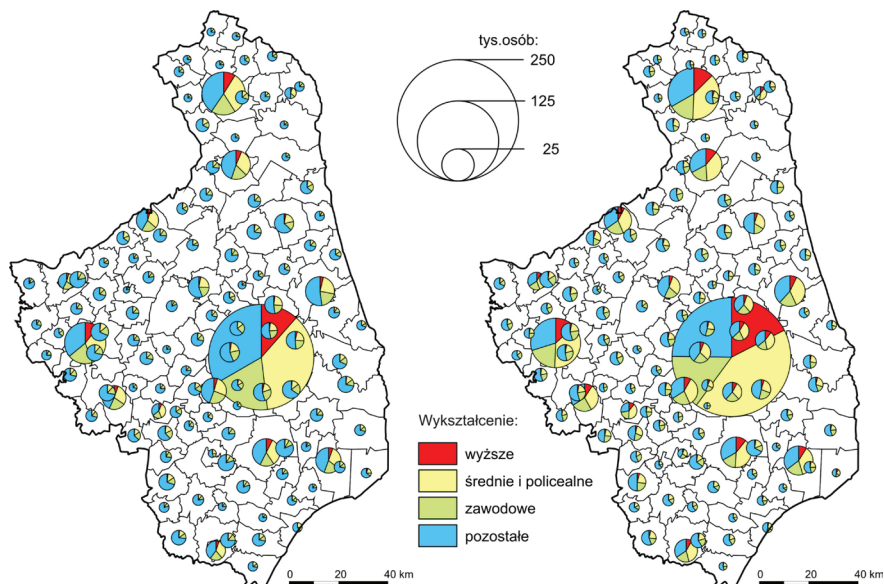 tys.osób:
250
125
25
Wykształcenie:
wyższe
średnie i policealne
zawodowe
pozostałe
0 20 40 km
0 20 40 km